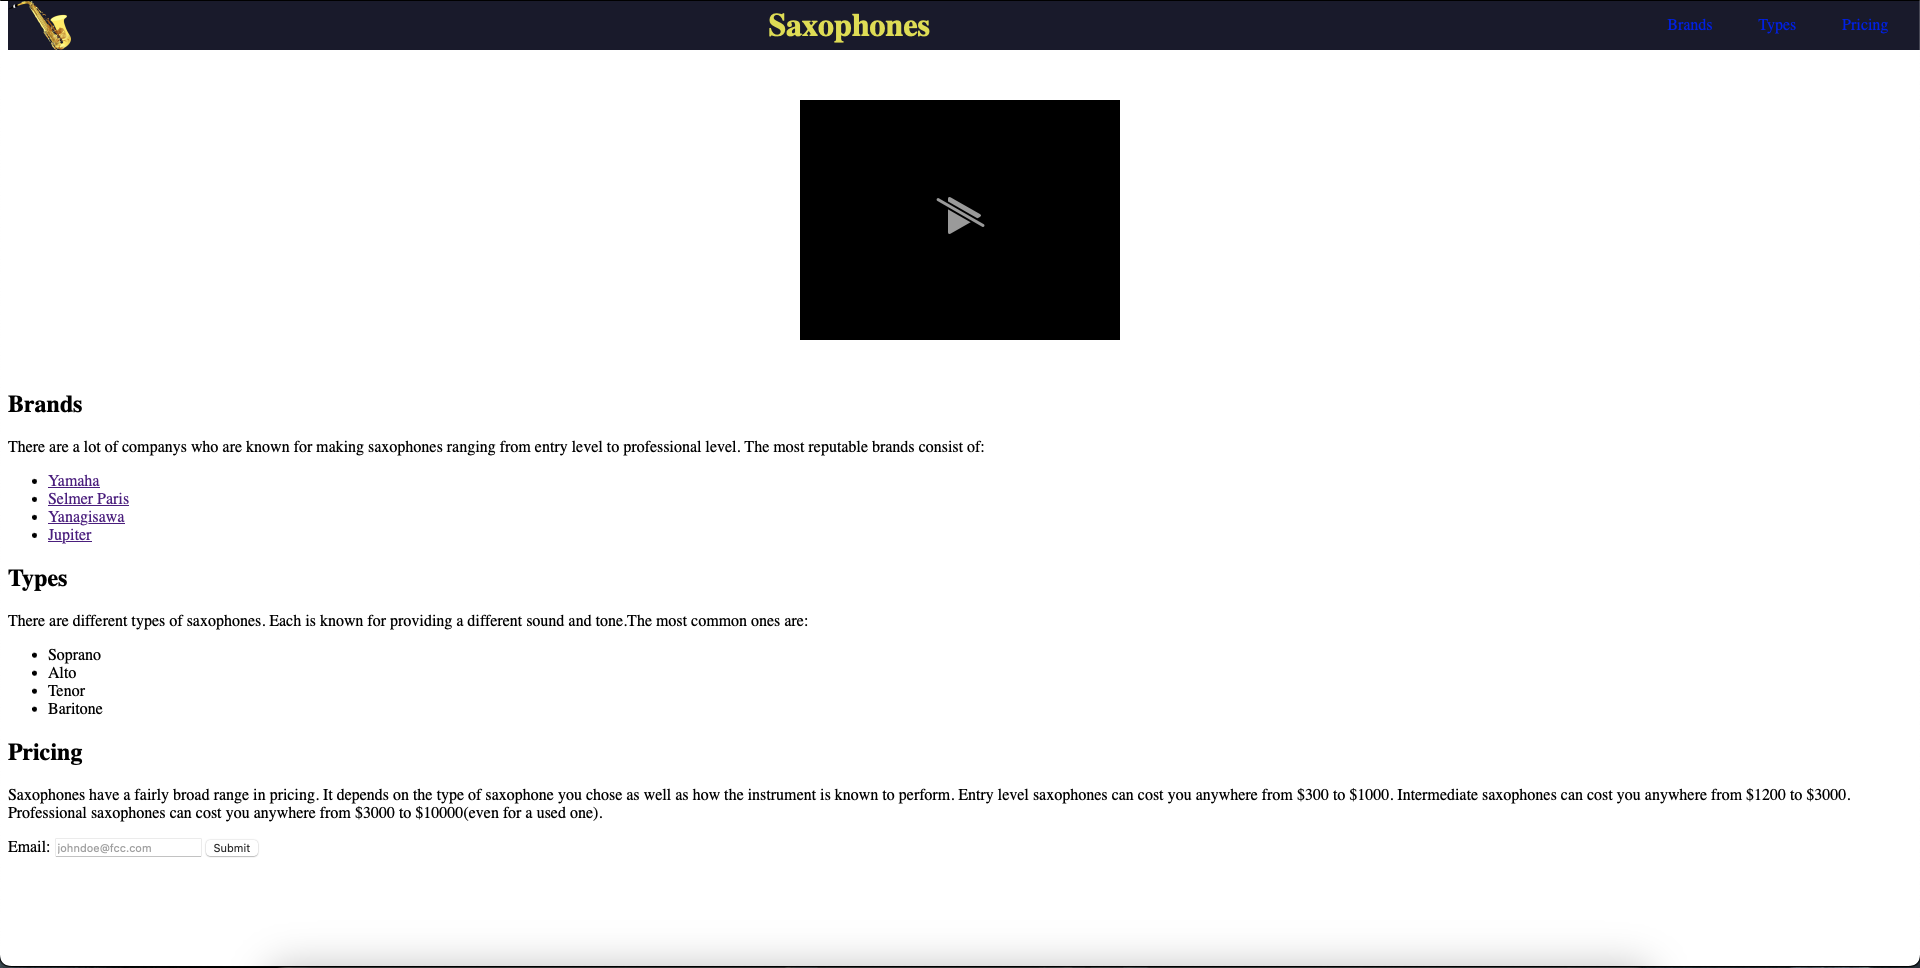 Saxophones
Brands Types Pricing
Brands
There are a lot of companys who are known for making saxophones ranging from entry level to professional level. The most reputable brands consist of:
Yamaha
Selmer Paris
Yanagisawa
Jupiter
Types
There are different types of saxophones. Each is known for providing a different sound and tone.The most common ones are:
Soprano
Alto
Tenor
Baritone
Pricing
Saxophones have a fairly broad range in pricing. It depends on the type of saxophone you chose as well as how the instrument is known to perform. Entry level saxophones can cost you anywhere from $300 to $1000. Intermediate saxophones can cost you anywhere from $1200 to $3000.
Professional saxophones can cost you anywhere from $3000 to $10000(even for a used one).
Email: johndoe@fcc.com Submit